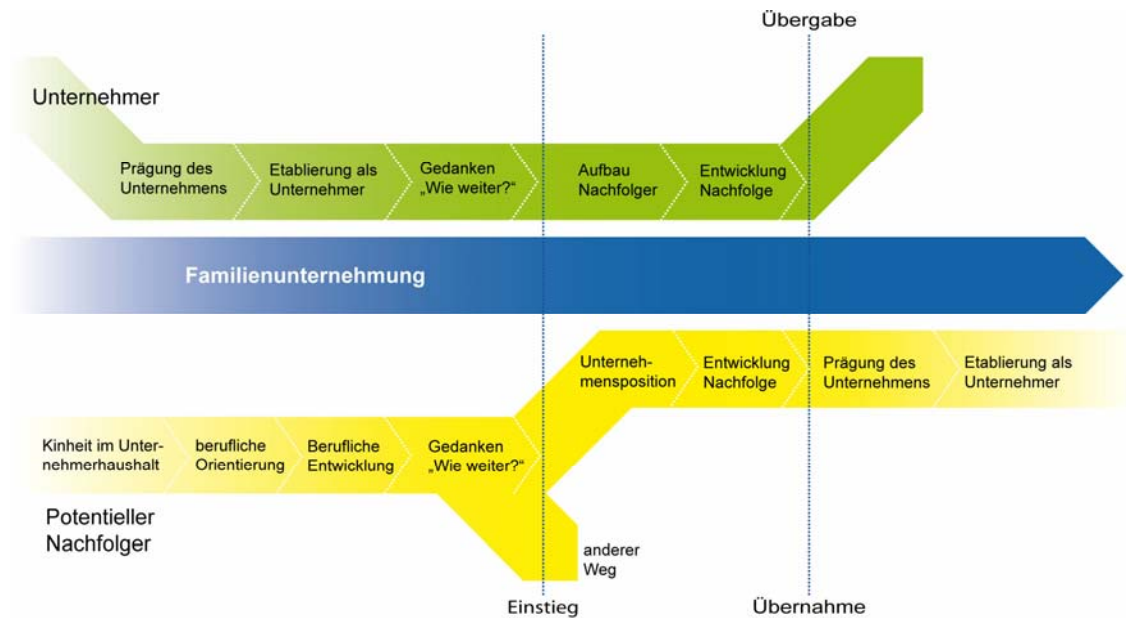 Übergabe
Unternehmer
Prägung des
Unternehmens
Etablierung als
Unternehmer
Gedanken
„Wie weiter?“
Aufbau
Nachfolger
Entwicklung
Nachfolge
Familienunternehmung
Unterneh-
mensposition
Entwicklung
Nachfolge
Prägung des
Unternehmens
Etablierung als
Unternehmer
Kinheit im Unter-
nehmerhaushalt
berufliche
Orientierung
Berufliche
Entwicklung
Gedanken
„Wie weiter?“
Potentieller
Nachfolger
anderer
Weg
Einstieg
Übernahme